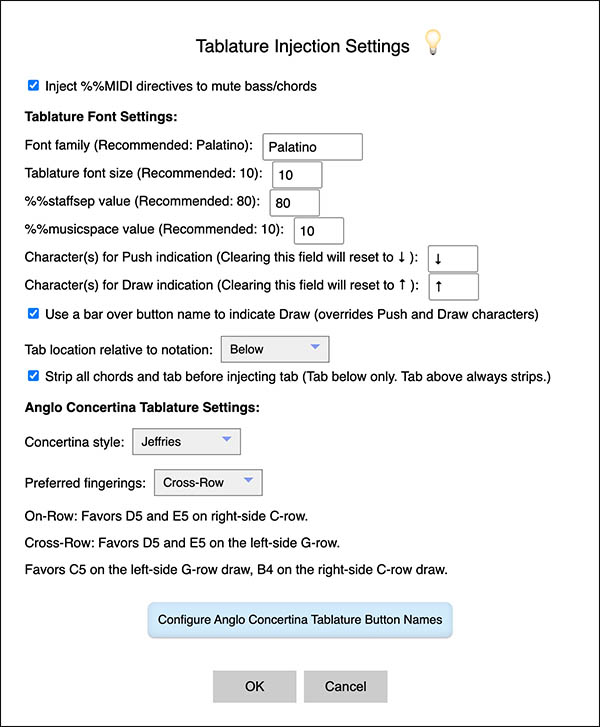 Tablature Injection Settings
Inject %%MIDI directives to mute bass/chords
Tablature Font Settings:
Font family (Recommended: Palatino): Palatino
Tablature font size (Recommended: 10): 10
%%staffsep value (Recommended: 80): 80
%%musicspace value (Recommended: 10): 10
Character(s) for Push indication (Clearing this field will reset to ↓ ): ↓
Character(s) for Draw indication (Clearing this field will reset to ↑ ): ↑
Use a bar over button name to indicate Draw (overrides Push and Draw characters)
Tab location relative to notation: Below
Strip all chords and tab before injecting tab (Tab below only. Tab above always strips.)
Anglo Concertina Tablature Settings:
Concertina style: Jeffries
Preferred fingerings: Cross-Row
On-Row: Favors D5 and E5 on right-side C-row.
Cross-Row: Favors D5 and E5 on the left-side G-row.
Favors C5 on the left-side G-row draw, B4 on the right-side C-row draw.
Configure Anglo Concertina Tablature Button Names
OK Cancel